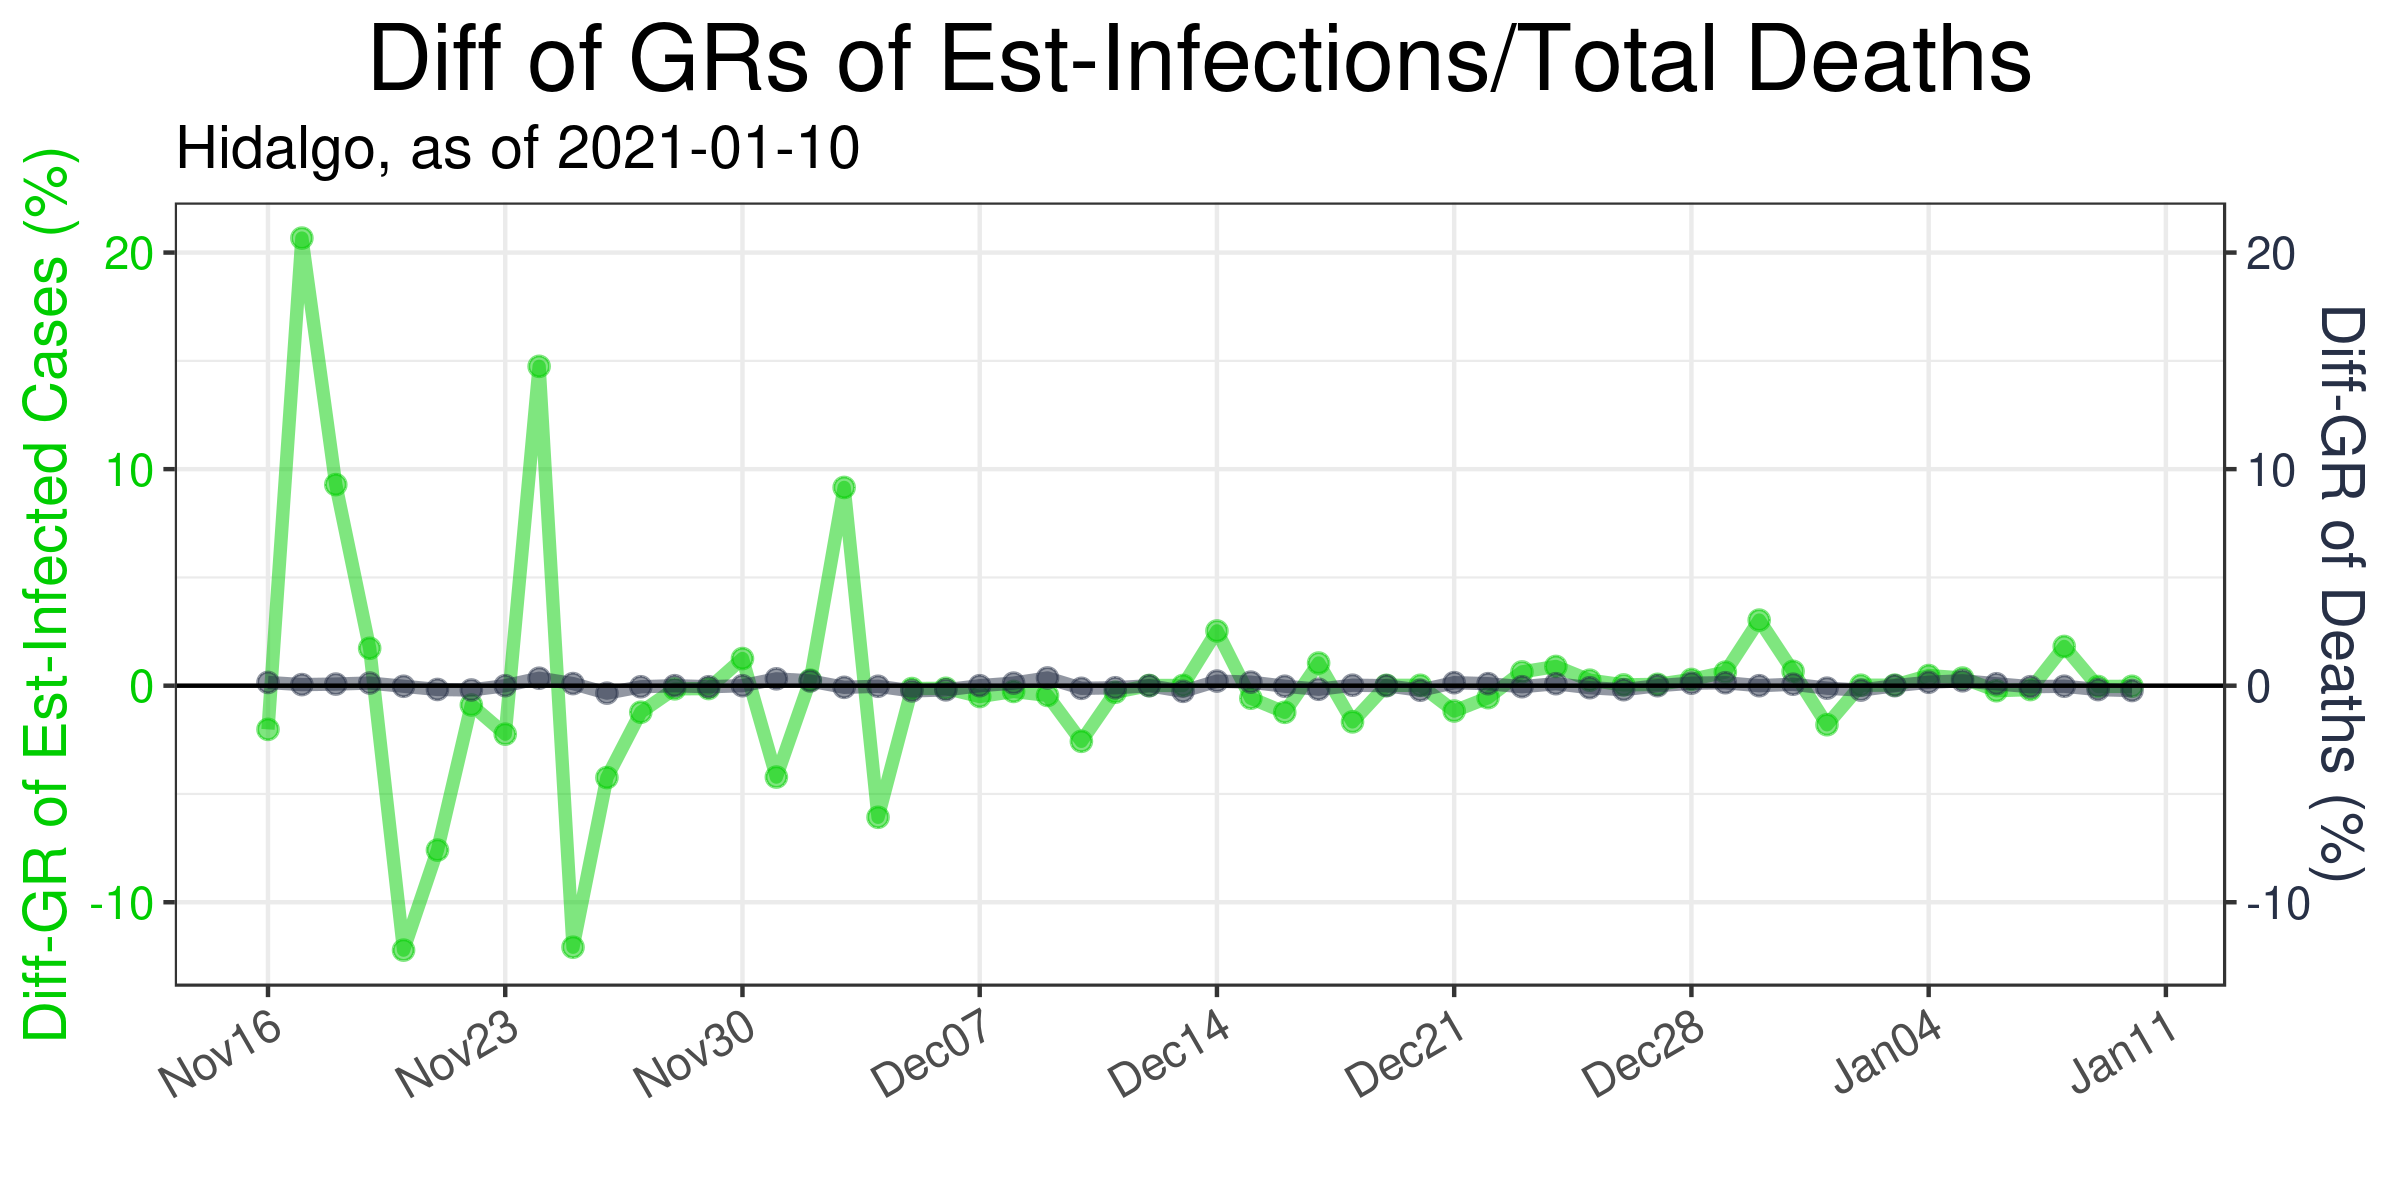 Diff of GRs of Est-Infections/Total Deaths
Hidalgo, as of 2021-01-10
Diff-GR of Est-Infected Cases (%)
20
10
0
-10
20
10
0
-10
Diff-GR of Deaths (%)
Nov16
Nov23
Nov30
Dec07
Dec14
Dec21
Dec28
Jan04
Jan11